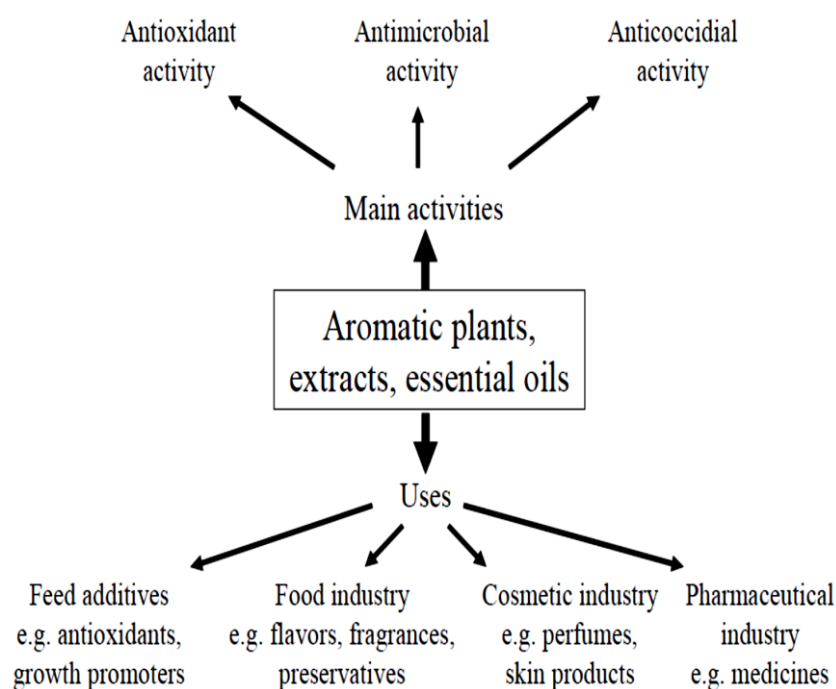 Antioxidant
activity
Antimicrobial
activity
Anticoccidial
activity
Main activities
Aromatic plants,
extracts, essential oils
Uses
Feed additives
e.g. antioxidants,
growth promoters
Food industry
e.g. flavors, fragrances,
preservatives
Cosmetic industry
e.g. perfumes,
skin products
Pharmaceutical
industry
e.g. medicines